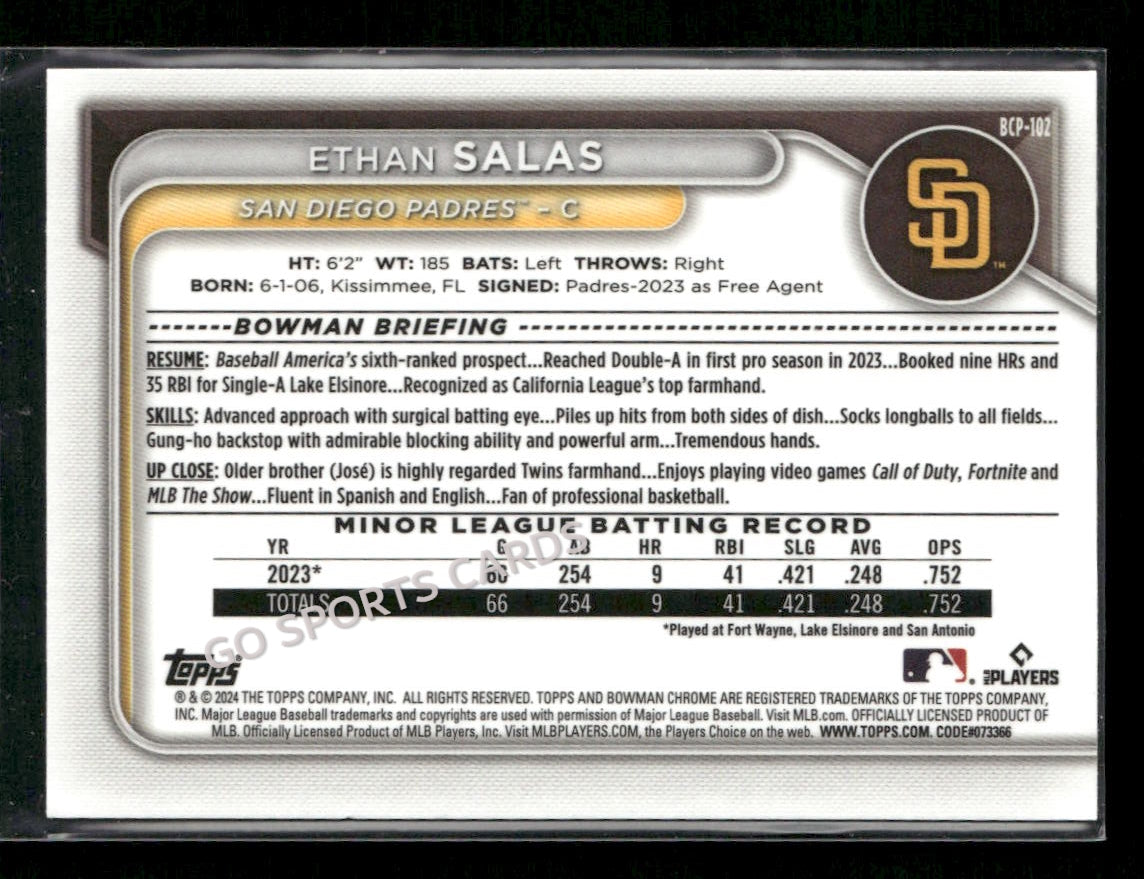 BCP-102
ETHAN SALAS
SAN DIEGO PADRES™ – C
SD™
HT: 6'2" WT: 185 BATS: Left THROWS: Right
BORN: 6-1-06, Kissimmee, FL SIGNED: Padres-2023 as Free Agent
BOWMAN BRIEFING
RESUME: Baseball America's sixth-ranked prospect...Reached Double-A in first pro season in 2023...Booked nine HRs and
35 RBI for Single-A Lake Elsinore...Recognized as California League's top farmhand.
SKILLS: Advanced approach with surgical batting eye...Piles up hits from both sides of dish...Socks longballs to all fields...
Gung-ho backstop with admirable blocking ability and powerful arm...Tremendous hands.
UP CLOSE: Older brother (José) is highly regarded Twins farmhand...Enjoys playing video games Call of Duty, Fortnite and
MLB The Show...Fluent in Spanish and English...Fan of professional basketball.
MINOR LEAGUE BATTING RECORD
YR G AB HR RBI SLG AVG OPS
2023* 66 254 9 41 .421 .248 .752
TOTALS 66 254 9 41 .421 .248 .752
*Played at Fort Wayne, Lake Elsinore and San Antonio
GO SPORTS CARDS
Topps
MLB PLAYERS
® & © 2024 THE TOPPS COMPANY, INC. ALL RIGHTS RESERVED. TOPPS AND BOWMAN CHROME ARE REGISTERED TRADEMARKS OF THE TOPPS COMPANY,
INC. Major League Baseball trademarks and copyrights are used with permission of Major League Baseball. Visit MLB.com. OFFICIALLY LICENSED PRODUCT OF
MLB. Officially Licensed Product of MLB Players, Inc. Visit MLBPLAYERS.COM, the Players Choice on the web. WWW.TOPPS.COM. CODE#073366